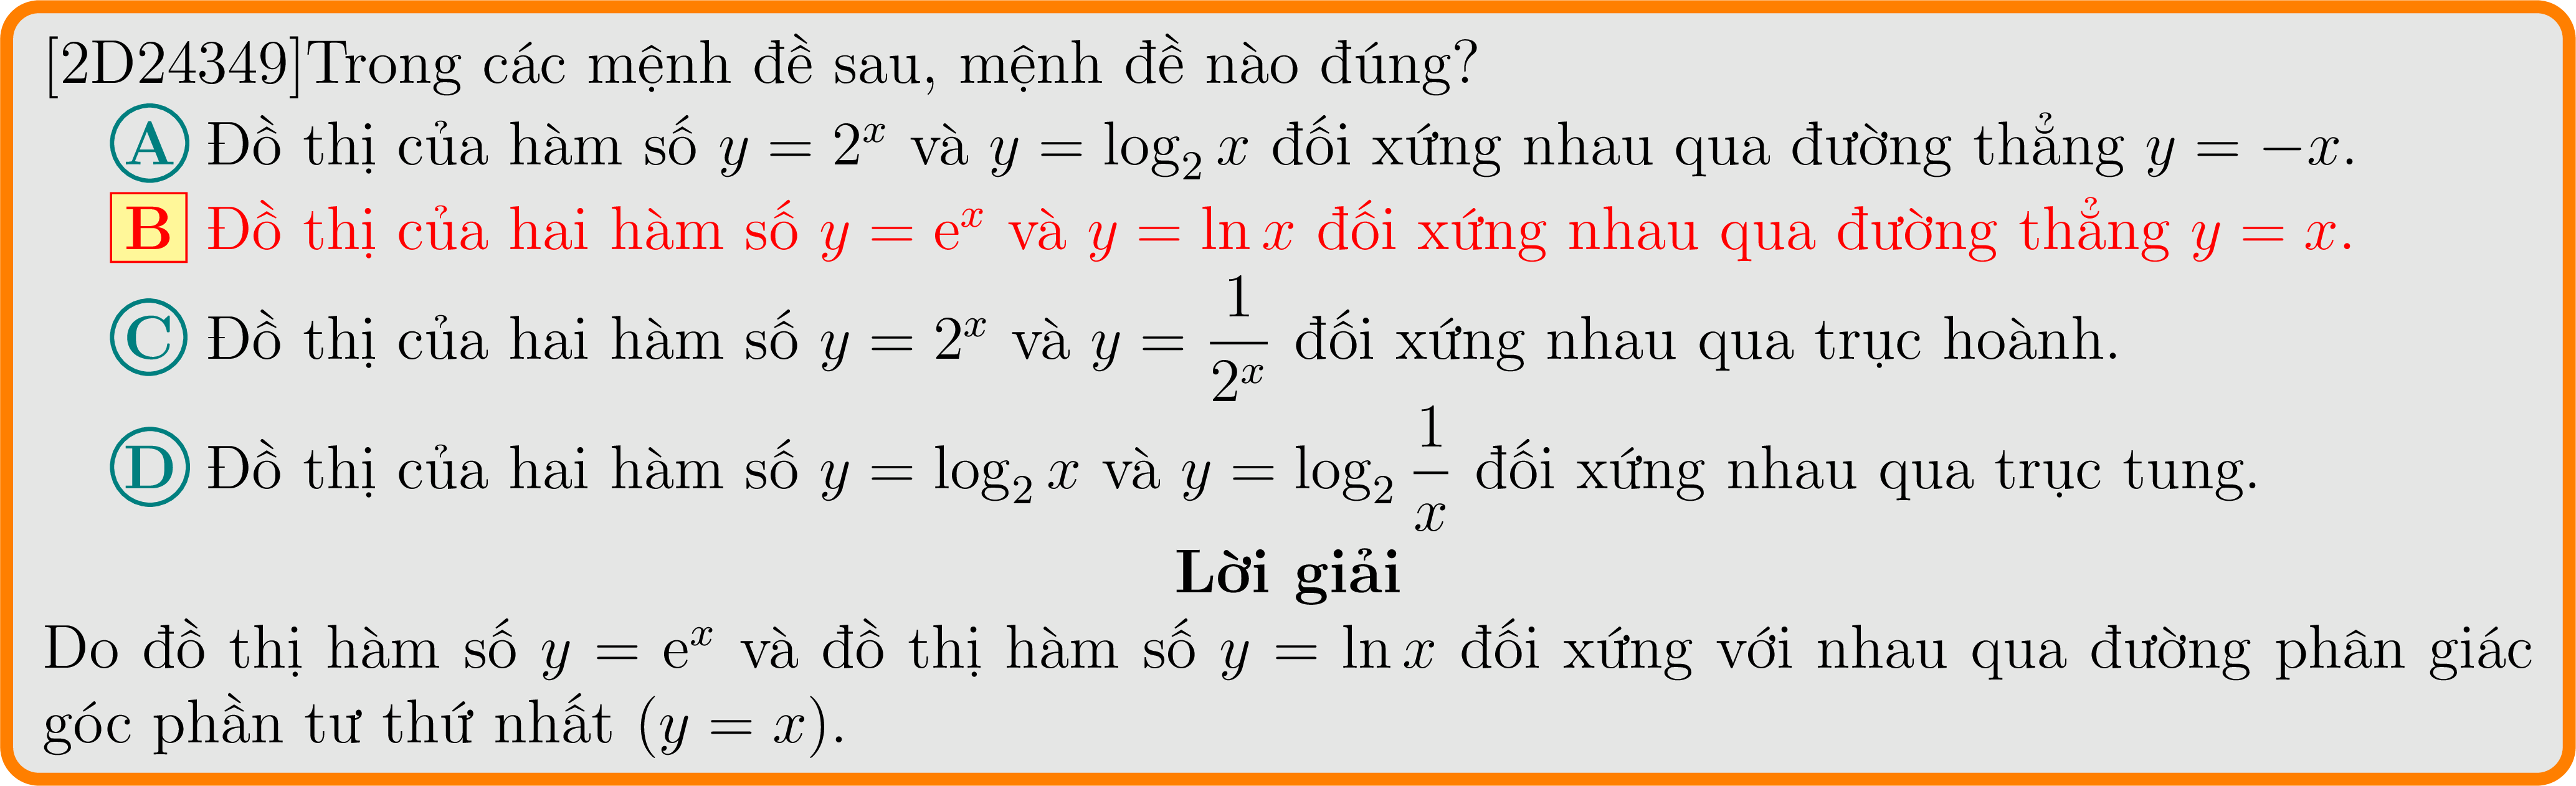 [2D24349]Trong các mệnh đề sau, mệnh đề nào đúng?
A Đồ thị của hàm số y = 2^x và y = log_2 x đối xứng nhau qua đường thẳng y = −x.
B Đồ thị của hai hàm số y = e^x và y = ln x đối xứng nhau qua đường thẳng y = x.
C Đồ thị của hai hàm số y = 2^x và y = 1/2^x đối xứng nhau qua trục hoành.
D Đồ thị của hai hàm số y = log_2 x và y = log_2 1/x đối xứng nhau qua trục tung.
Lời giải
Do đồ thị hàm số y = e^x và đồ thị hàm số y = ln x đối xứng với nhau qua đường phân giác
góc phần tư thứ nhất (y = x).